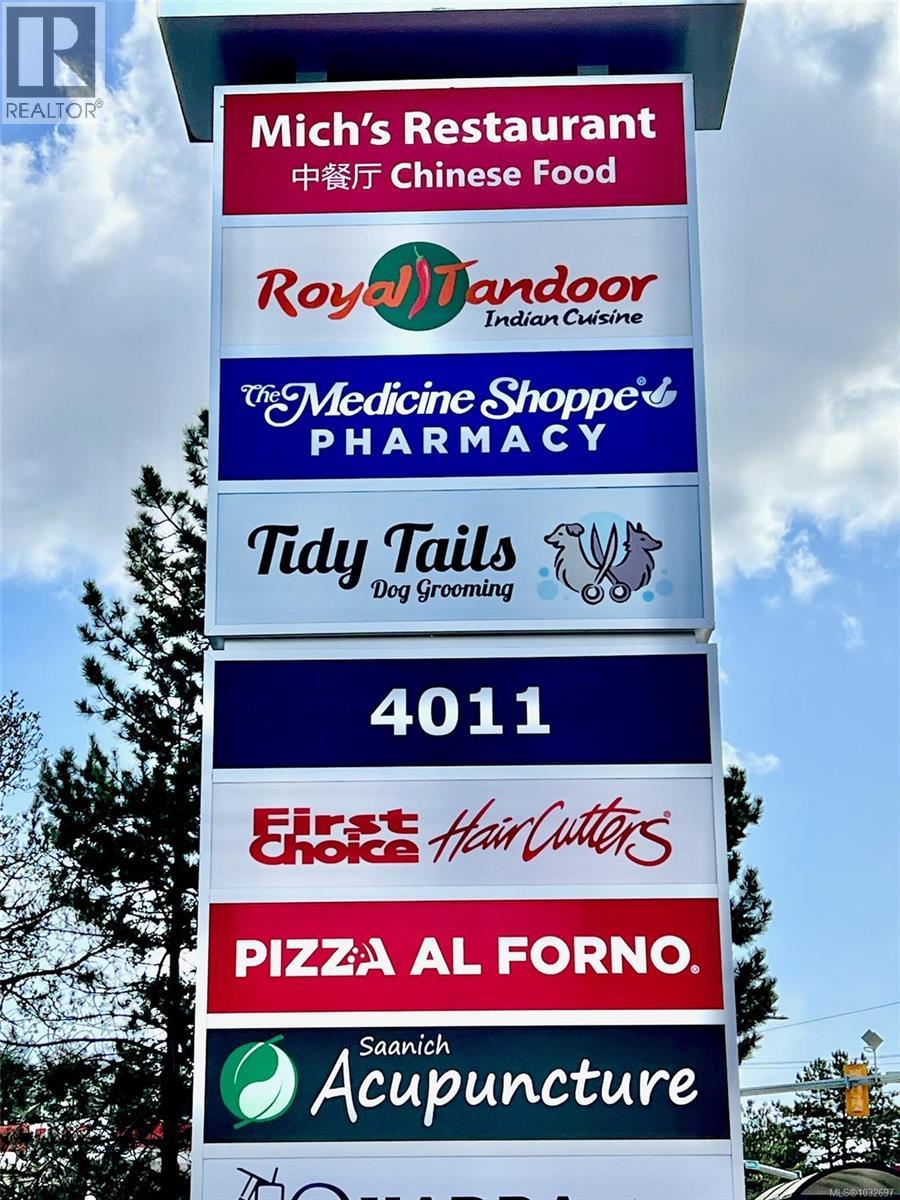 REALTOR®
Mich's Restaurant
中餐厅 Chinese Food
Royal Tandoor
Indian Cuisine
The Medicine Shoppe®
PHARMACY
Tidy Tails
Dog Grooming
4011
First
Choice HairCutters®
PIZZA AL FORNO®
Saanich
Acupuncture
MLS®1032697